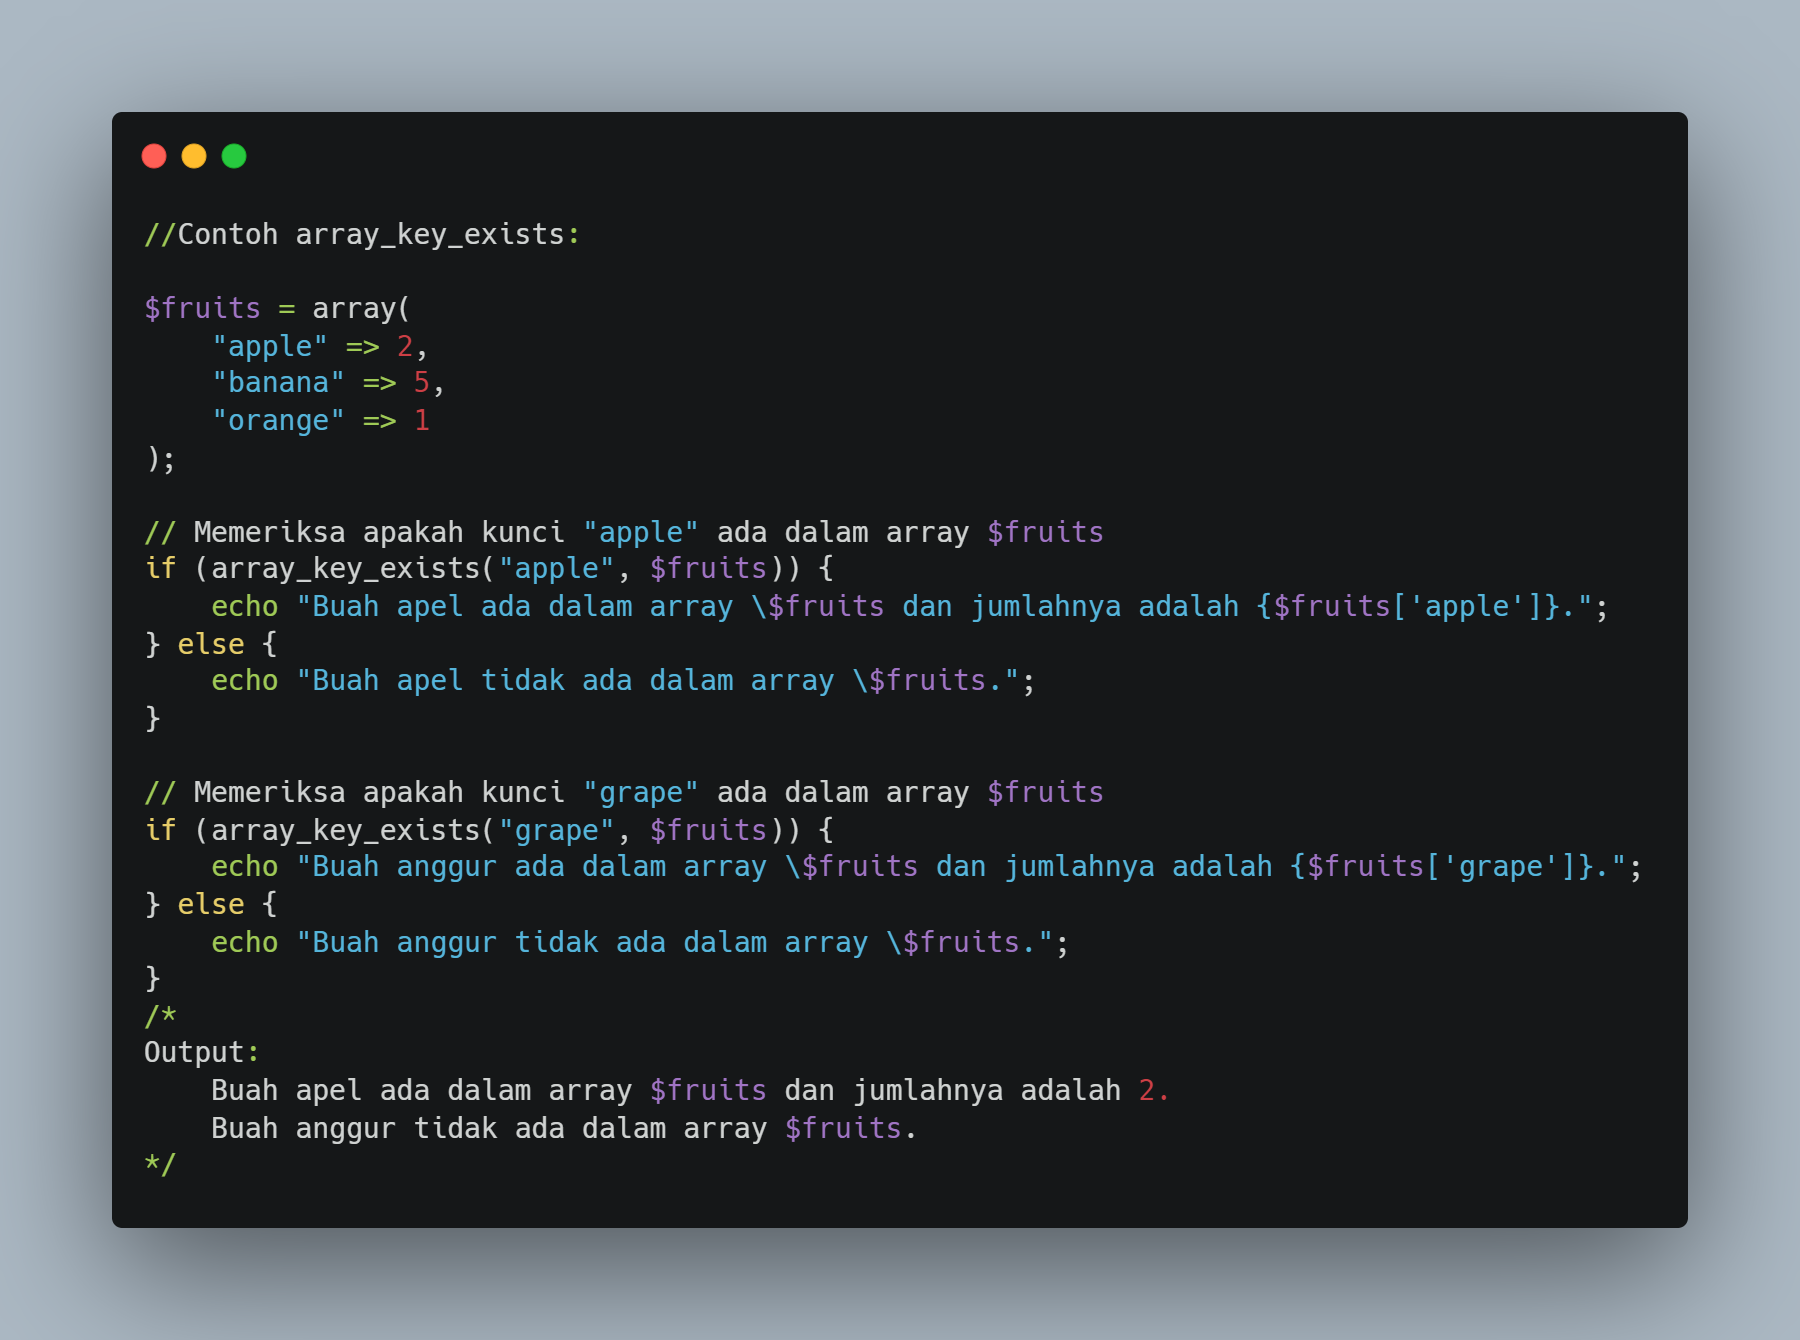 //Contoh array_key_exists:

$fruits = array(
    "apple" => 2,
    "banana" => 5,
    "orange" => 1
);

// Memeriksa apakah kunci "apple" ada dalam array $fruits
if (array_key_exists("apple", $fruits)) {
    echo "Buah apel ada dalam array \$fruits dan jumlahnya adalah {$fruits['apple']}.";
} else {
    echo "Buah apel tidak ada dalam array \$fruits.";
}

// Memeriksa apakah kunci "grape" ada dalam array $fruits
if (array_key_exists("grape", $fruits)) {
    echo "Buah anggur ada dalam array \$fruits dan jumlahnya adalah {$fruits['grape']}.";
} else {
    echo "Buah anggur tidak ada dalam array \$fruits.";
}
/*
Output:
    Buah apel ada dalam array $fruits dan jumlahnya adalah 2.
    Buah anggur tidak ada dalam array $fruits.
*/